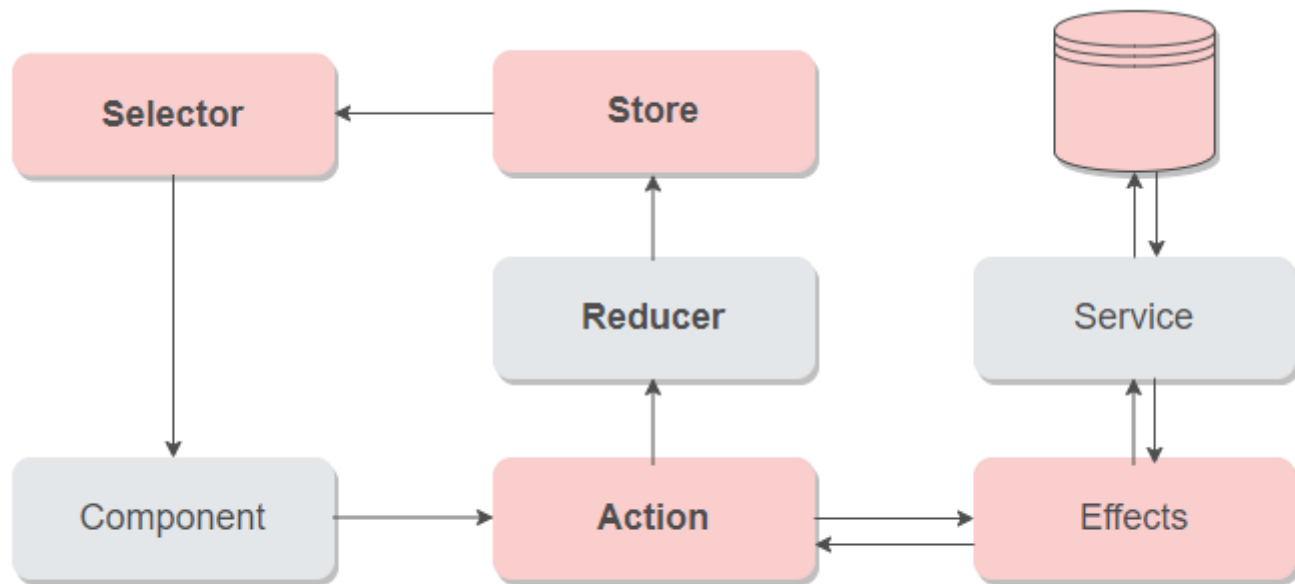 Selector
Store
Reducer
Service
Component
Action
Effects